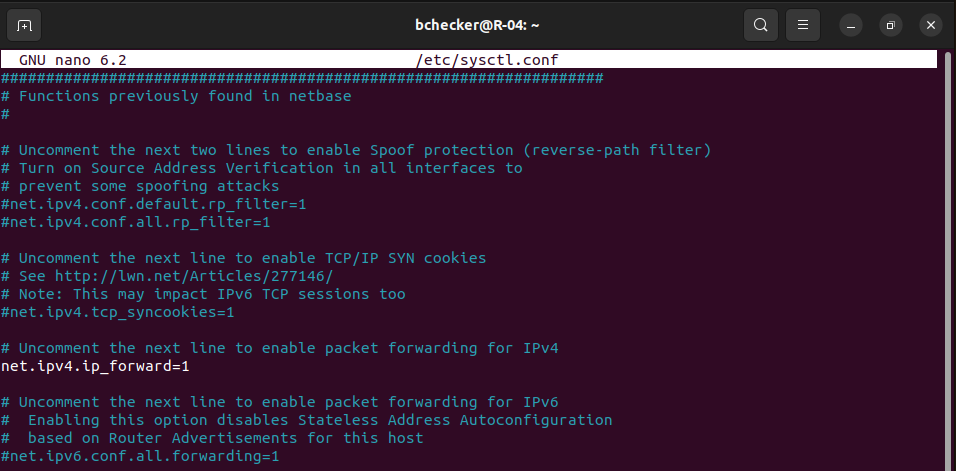 bchecker@R-04: ~
GNU nano 6.2 /etc/sysctl.conf
###################################################################
# Functions previously found in netbase
#
# Uncomment the next two lines to enable Spoof protection (reverse-path filter)
# Turn on Source Address Verification in all interfaces to
# prevent some spoofing attacks
#net.ipv4.conf.default.rp_filter=1
#net.ipv4.conf.all.rp_filter=1
# Uncomment the next line to enable TCP/IP SYN cookies
# See http://lwn.net/Articles/277146/
# Note: This may impact IPv6 TCP sessions too
#net.ipv4.tcp_syncookies=1
# Uncomment the next line to enable packet forwarding for IPv4
net.ipv4.ip_forward=1
# Uncomment the next line to enable packet forwarding for IPv6
#  Enabling this option disables Stateless Address Autoconfiguration
#  based on Router Advertisements for this host
#net.ipv6.conf.all.forwarding=1